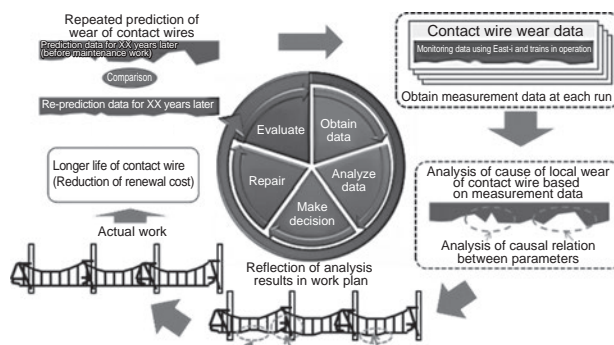 Repeated prediction of
wear of contact wires
Prediction data for XX years later
(before maintenance work)
Comparison
Re-prediction data for XX years later
Contact wire wear data
Monitoring data using East-i and trains in operation
Obtain measurement data at each run
Evaluate
Obtain
data
Analyze
data
Make
decision
Repair
Analysis of cause of local wear
of contact wire based
on measurement data
Analysis of causal relation
between parameters
Longer life of contact wire
(Reduction of renewal cost)
Actual work
Reflection of analysis
results in work plan